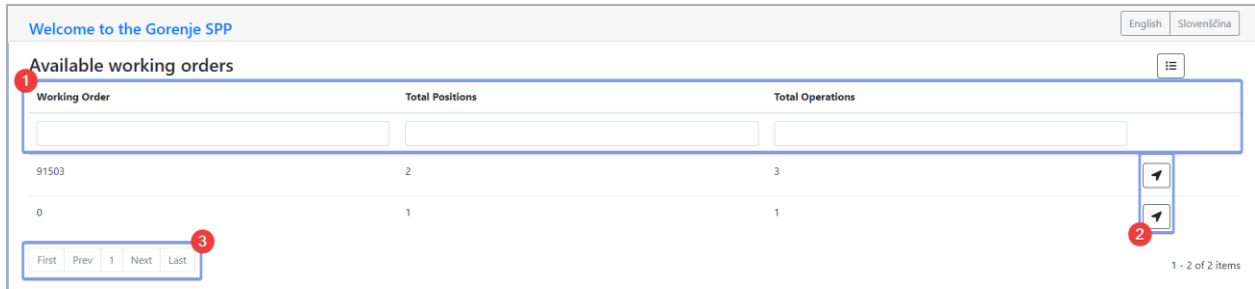 Welcome to the Gorenje SPP English Slovenščina
Available working orders
1
Working Order Total Positions Total Operations
91503 2 3
0 1 1
2
3
First Prev 1 Next Last
1 - 2 of 2 items